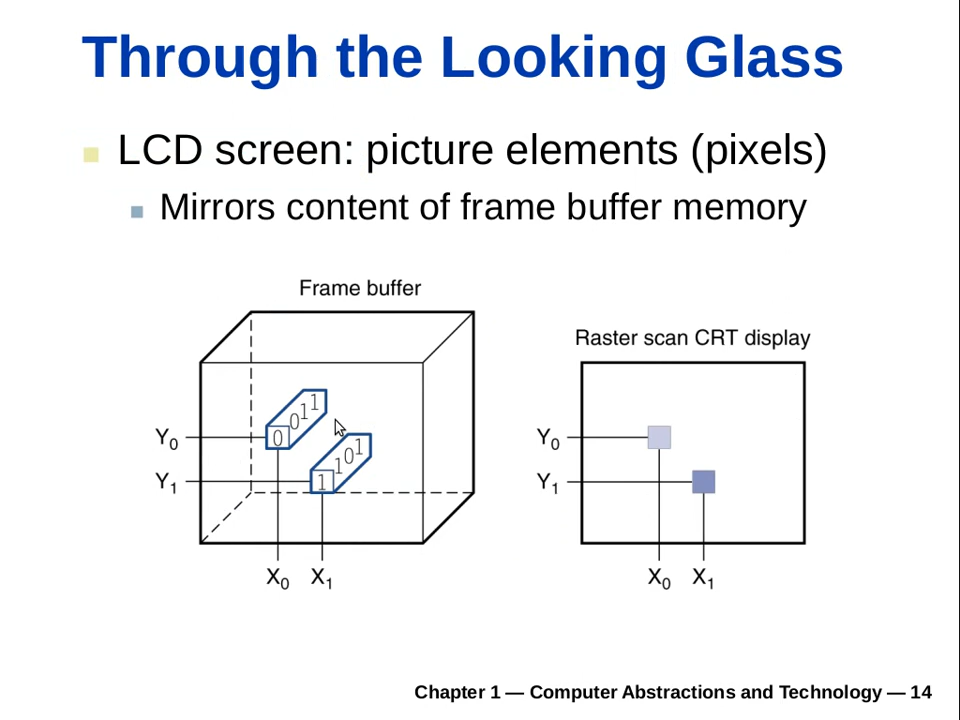 Through the Looking Glass
LCD screen: picture elements (pixels)
Mirrors content of frame buffer memory
Frame buffer
0 0 1 1
1 1 0 1
Y0
Y1
X0 X1
Raster scan CRT display
Y0
Y1
X0 X1
Chapter 1 — Computer Abstractions and Technology — 14